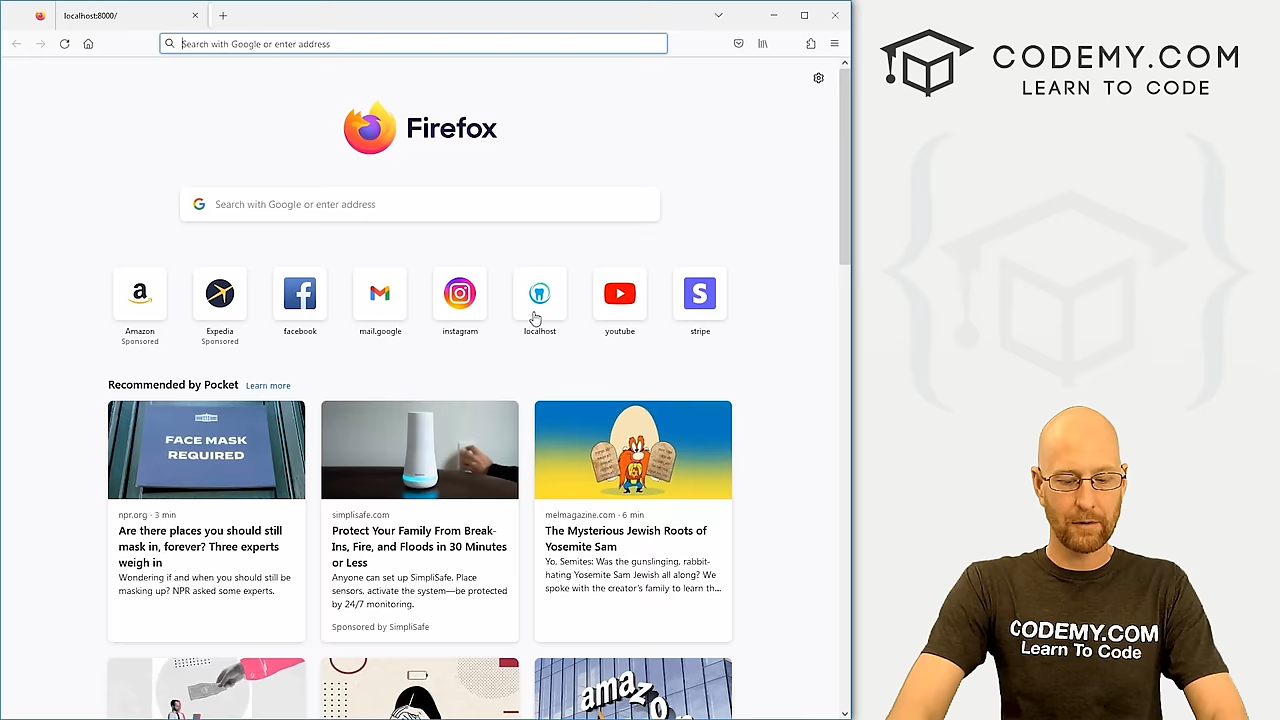 localhost:8000/
Search with Google or enter address
CODEMY.COM
LEARN TO CODE
Firefox
Search with Google or enter address
a
S
Amazon
Sponsored
Expedia
Sponsored
facebook
mail.google
instagram
localhost
youtube
stripe
Recommended by Pocket Learn more
FACE MASK
REQUIRED
npr.org · 3 min
Are there places you should still
mask in, forever? Three experts
weigh in
Wondering if and when you should still be
masking up? NPR asked some experts.
simplisafe.com
Protect Your Family From Break-
Ins, Fire, and Floods in 30 Minutes
or Less
Anyone can set up SimpliSafe. Place
sensors, activate the system—be protected
by 24/7 monitoring.
Sponsored by SimpliSafe
melmagazine.com · 6 min
The Mysterious Jewish Roots of
Yosemite Sam
Yo, Semites: Was the gunslinging, rabbit-
hating Yosemite Sam Jewish all along? We
spoke with the creator's family to learn th...
amazo
CODEMY.COM
Learn To Code